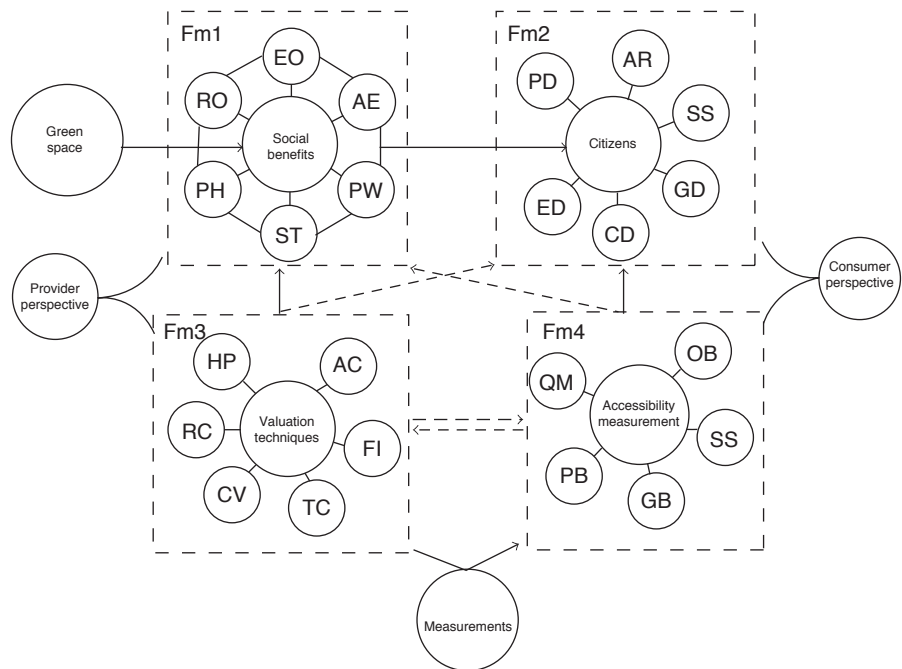 Fm1
EO
RO
AE
Social
benefits
PH
PW
ST
Green
space
Fm2
AR
PD
SS
Citizens
GD
ED
CD
Provider
perspective
Consumer
perspective
Fm3
HP
AC
RC
Valuation
techniques
FI
CV
TC
Fm4
OB
QM
Accessibility
measurement
SS
PB
GB
Measurements